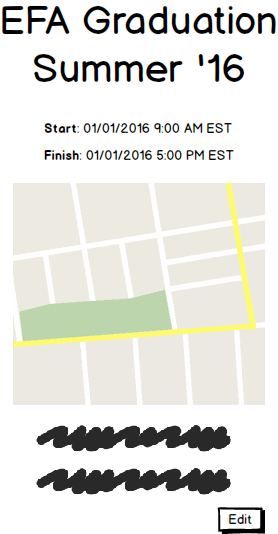 EFA Graduation
Summer '16
Start: 01/01/2016 9:00 AM EST
Finish: 01/01/2016 5:00 PM EST
Edit